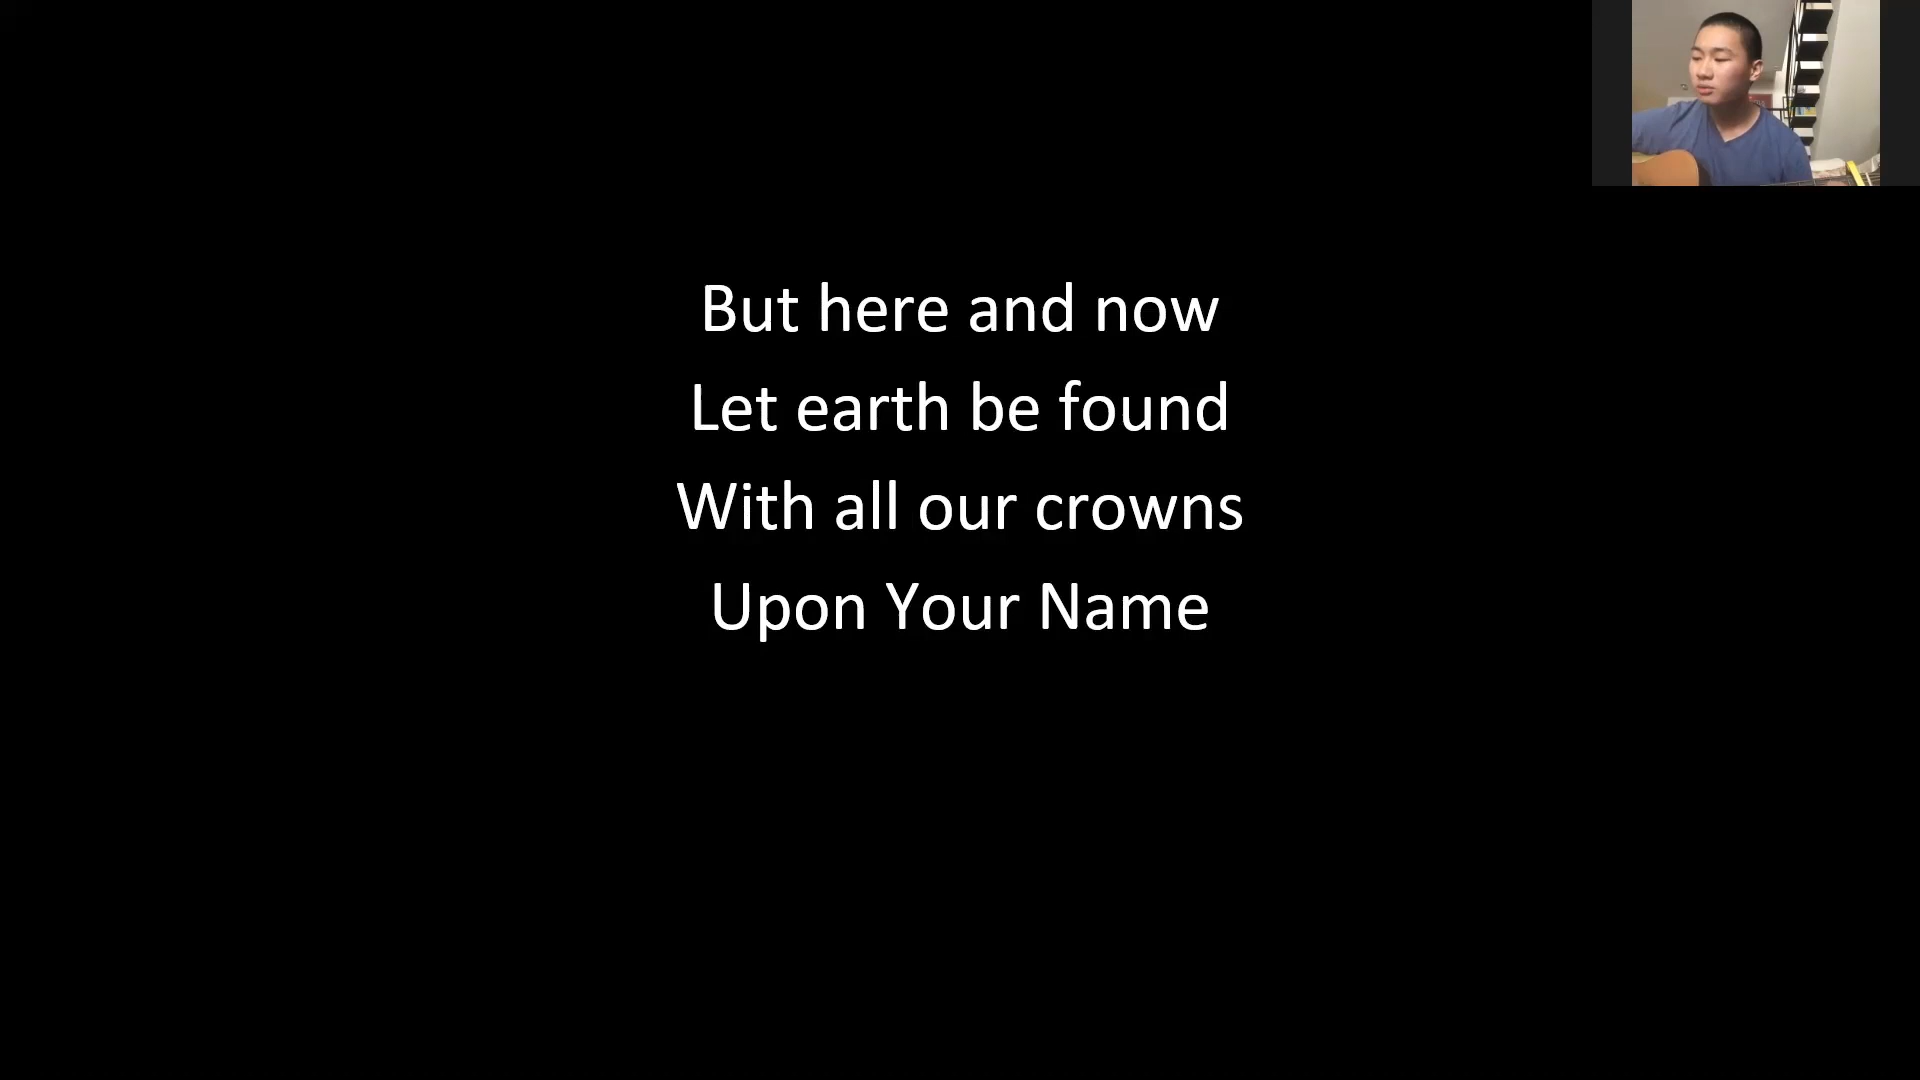 But here and now
Let earth be found
With all our crowns
Upon Your Name